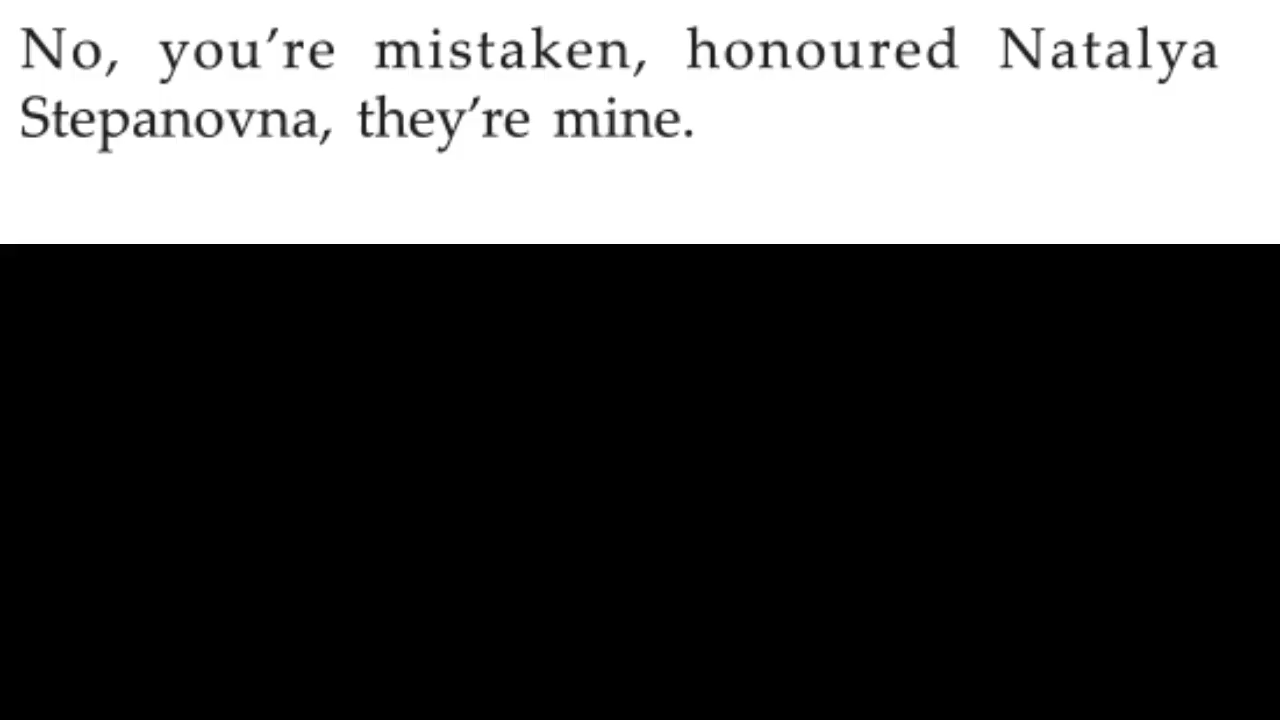 No, you’re mistaken, honoured Natalya
Stepanovna, they’re mine.